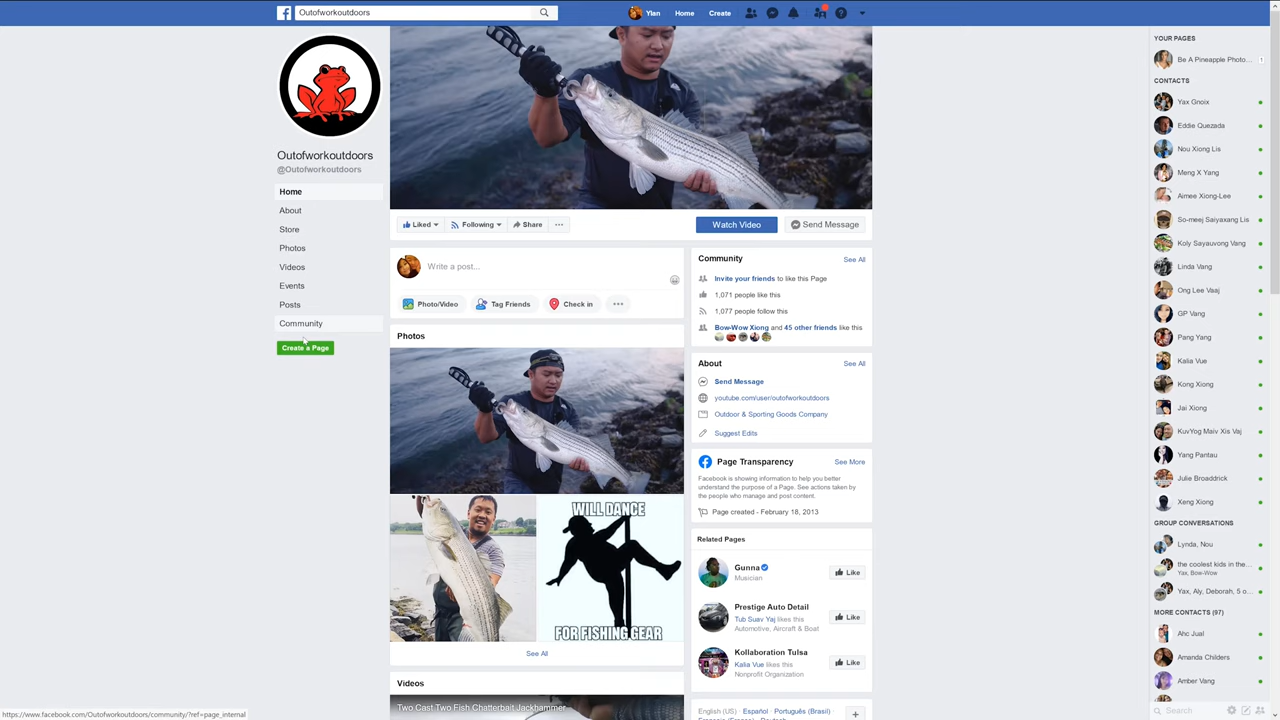 Outofworkoutdoors
Ylan Home Create
Outofworkoutdoors
@Outofworkoutdoors
Home
About
Store
Photos
Videos
Events
Posts
Community
Create a Page
Liked Following Share ...
Watch Video Send Message
Write a post...
Photo/Video Tag Friends Check in ...
Photos
WILL DANCE
FOR FISHING GEAR
See All
Videos
Two Cast Two Fish Chatterbait Jackhammer
Community See All
Invite your friends to like this Page
1,071 people like this
1,077 people follow this
Bow-Wow Xiong and 45 other friends like this
About See All
Send Message
youtube.com/user/outofworkoutdoors
Outdoor & Sporting Goods Company
Suggest Edits
Page Transparency See More
Facebook is showing information to help you better
understand the purpose of a Page. See actions taken by
the people who manage and post content.
Page created - February 18, 2013
Related Pages
Gunna
Musician
Like
Prestige Auto Detail
Tub Suav Yaj likes this
Automotive, Aircraft & Boat
Like
Kollaboration Tulsa
Kalia Vue likes this
Nonprofit Organization
Like
English (US) · Español · Português (Brasil) ·
YOUR PAGES
Be A Pineapple Photo... 1
CONTACTS
Yax Gnoix
Eddie Quezada
Nou Xiong Lis
Meng X Yang
Aimee Xiong-Lee
So-meej Saiyaxang Lis
Koly Sayauvong Vang
Linda Vang
Ong Lee Vaaj
GP Vang
Pang Yang
Kalia Vue
Kong Xiong
Jai Xiong
KuvYog Maiv Xis Vaj
Yang Pantau
Julie Broaddrick
Xeng Xiong
GROUP CONVERSATIONS
Lynda, Nou
the coolest kids in the...
Yax, Bow-Wow
Yax, Aly, Deborah, 5 o...
MORE CONTACTS (97)
Ahc Jual
Amanda Childers
Amber Vang
Search
https://www.facebook.com/Outofworkoutdoors/community/?ref=page_internal